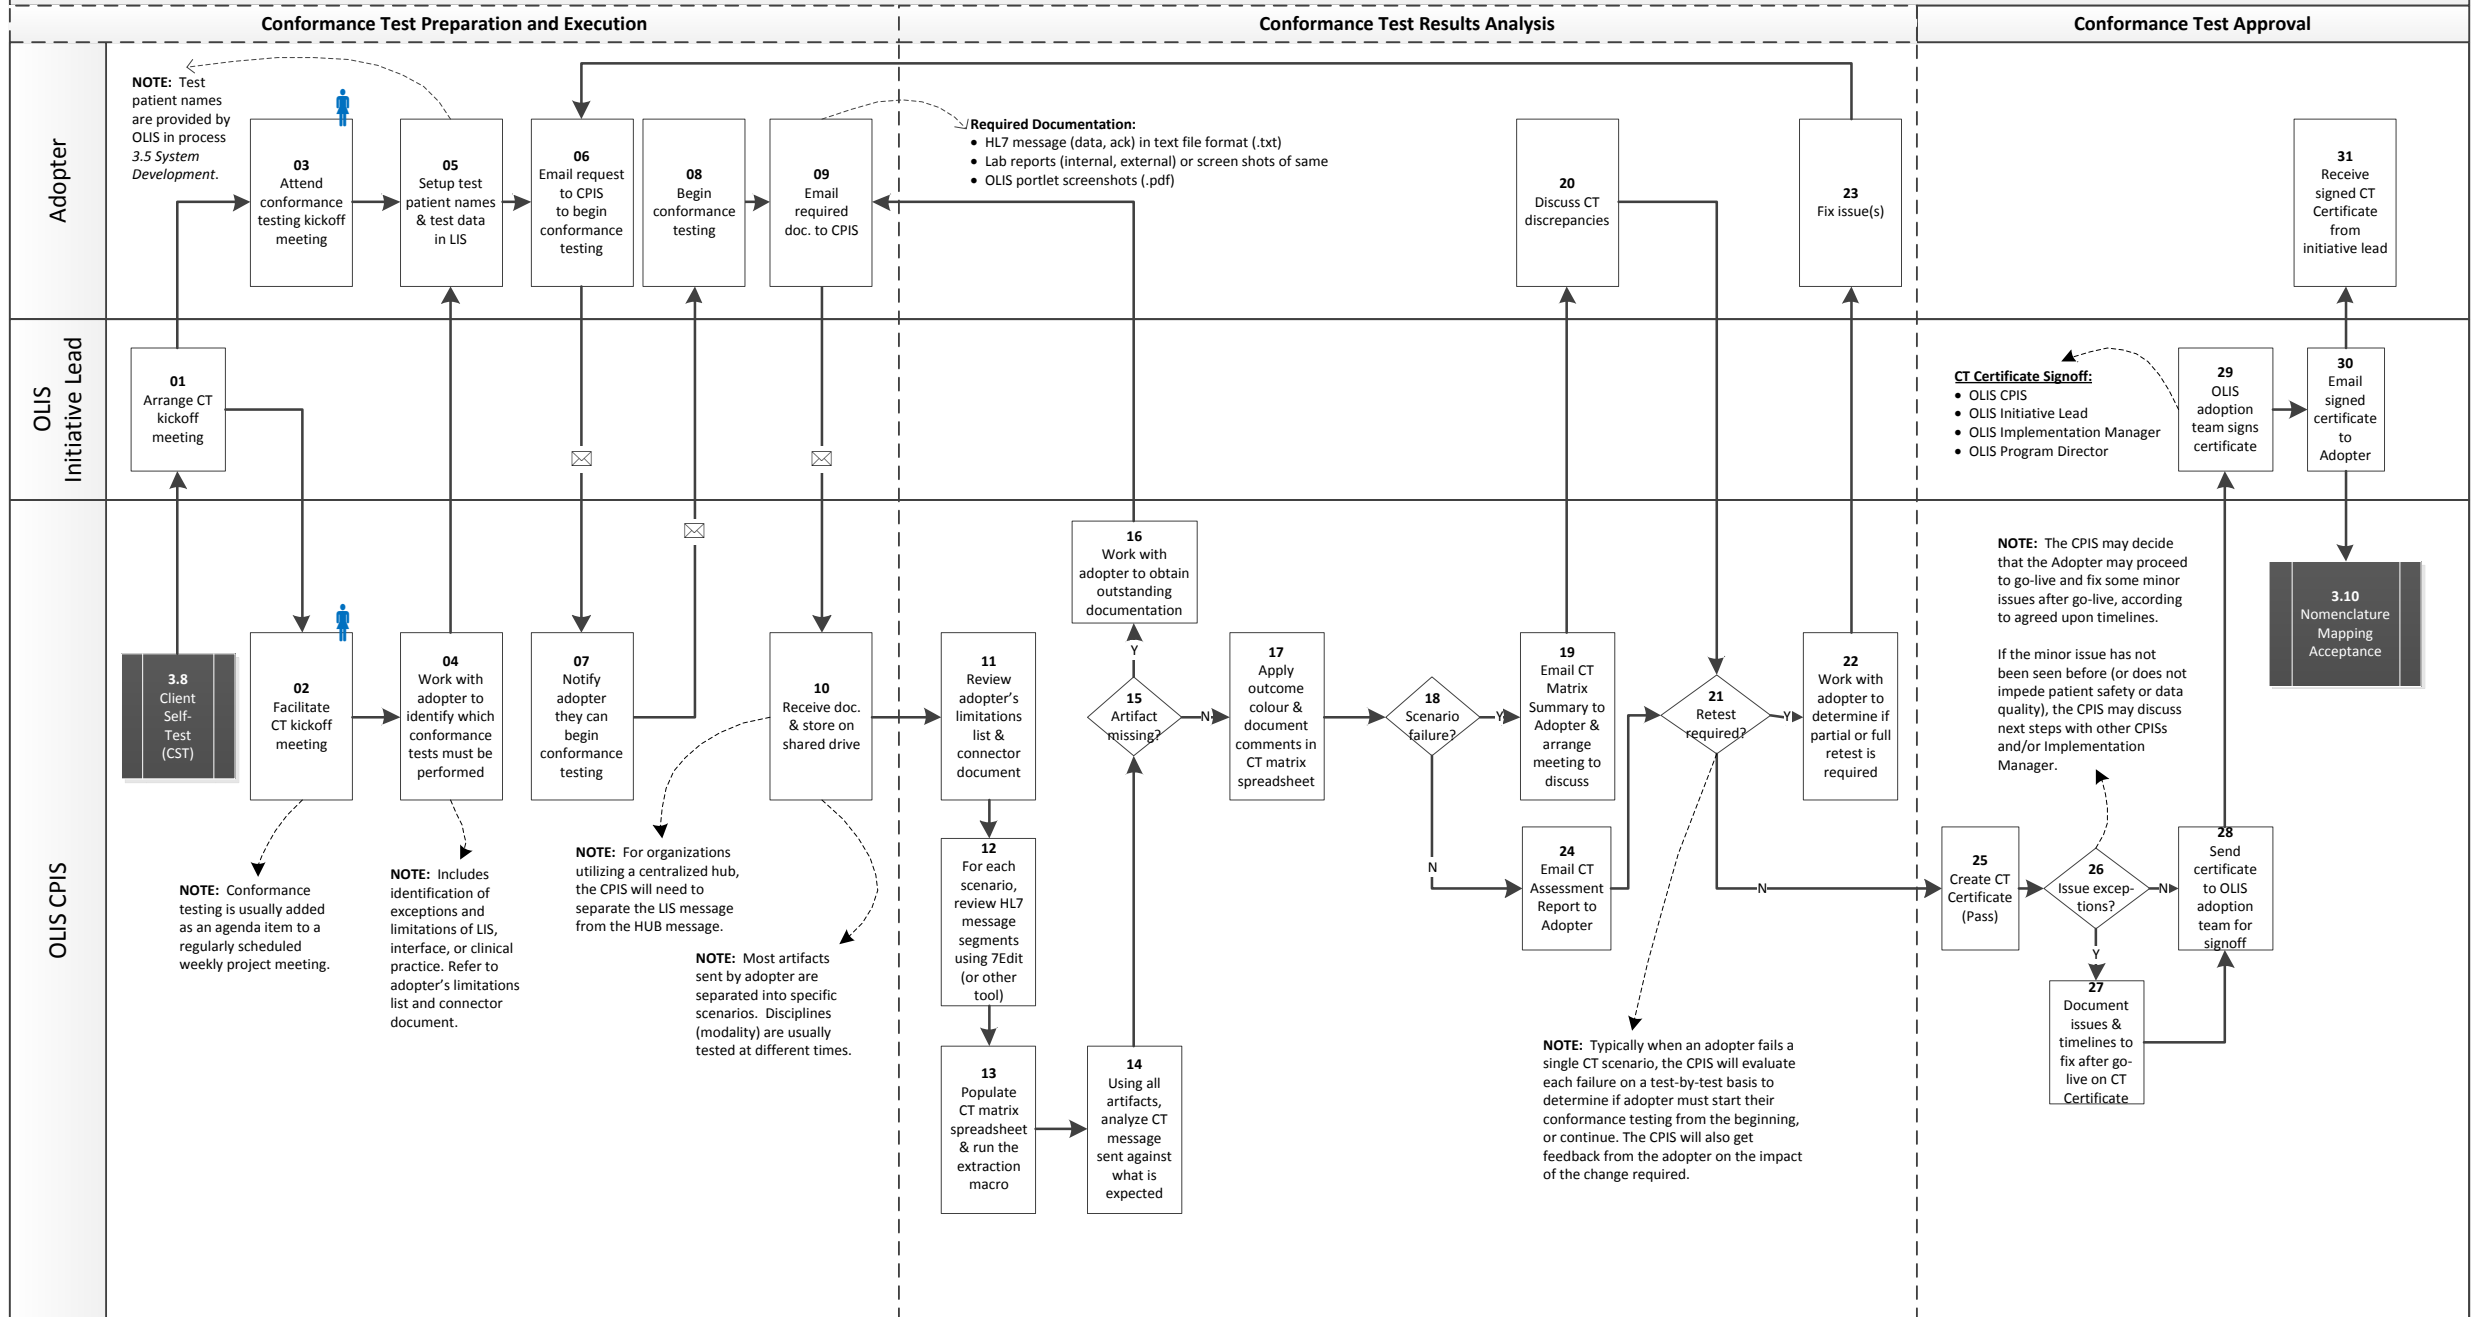 Conformance Test Preparation and Execution
Conformance Test Results Analysis
Conformance Test Approval
Adopter
NOTE: Test
patient names
are provided by
OLIS in process
3.5 System
Development.
03
Attend
conformance
testing kickoff
meeting
05
Setup test
patient names
& test data
in LIS
06
Email request
to CPIS
to begin
conformance
testing
08
Begin
conformance
testing
09
Email
required
doc. to CPIS
Required Documentation:
• HL7 message (data, ack) in text file format (.txt)
• Lab reports (internal, external) or screen shots of same
• OLIS portlet screenshots (.pdf)
20
Discuss CT
discrepancies
23
Fix issue(s)
31
Receive
signed CT
Certificate
from
initiative lead
OLIS
Initiative Lead
01
Arrange CT
kickoff
meeting
CT Certificate Signoff:
• OLIS CPIS
• OLIS Initiative Lead
• OLIS Implementation Manager
• OLIS Program Director
29
OLIS
adoption
team signs
certificate
30
Email
signed
certificate
to
Adopter
OLIS CPIS
3.8
Client
Self-
Test
(CST)
02
Facilitate
CT kickoff
meeting
04
Work with
adopter to
identify which
conformance
tests must be
performed
07
Notify
adopter
they can
begin
conformance
testing
10
Receive doc.
& store on
shared drive
NOTE: Conformance
testing is usually added
as an agenda item to a
regularly scheduled
weekly project meeting.
NOTE: Includes
identification of
exceptions and
limitations of LIS,
interface, or clinical
practice. Refer to
adopter's limitations
list and connector
document.
NOTE: For organizations
utilizing a centralized hub,
the CPIS will need to
separate the LIS message
from the HUB message.
NOTE: Most artifacts
sent by adopter are
separated into specific
scenarios. Disciplines
(modality) are usually
tested at different times.
11
Review
adopter's
limitations
list &
connector
document
12
For each
scenario,
review HL7
message
segments
using 7Edit
(or other
tool)
13
Populate
CT matrix
spreadsheet
& run the
extraction
macro
14
Using all
artifacts,
analyze CT
message
sent against
what is
expected
16
Work with
adopter to obtain
outstanding
documentation
Y
15
Artifact
missing?
N
17
Apply
outcome
colour &
document
comments in
CT matrix
spreadsheet
18
Scenario
failure?
Y
N
19
Email CT
Matrix
Summary to
Adopter &
arrange
meeting to
discuss
24
Email CT
Assessment
Report to
Adopter
21
Retest
required?
Y
N
22
Work with
adopter to
determine if
partial or full
retest is
required
NOTE: Typically when an adopter fails a
single CT scenario, the CPIS will evaluate
each failure on a test-by-test basis to
determine if adopter must start their
conformance testing from the beginning,
or continue. The CPIS will also get
feedback from the adopter on the impact
of the change required.
NOTE: The CPIS may decide
that the Adopter may proceed
to go-live and fix some minor
issues after go-live, according
to agreed upon timelines.
If the minor issue has not
been seen before (or does not
impede patient safety or data
quality), the CPIS may discuss
next steps with other CPISs
and/or Implementation
Manager.
25
Create CT
Certificate
(Pass)
26
Issue excep-
tions?
N
Y
27
Document
issues &
timelines to
fix after go-
live on CT
Certificate
28
Send
certificate
to OLIS
adoption
team for
signoff
3.10
Nomenclature
Mapping
Acceptance